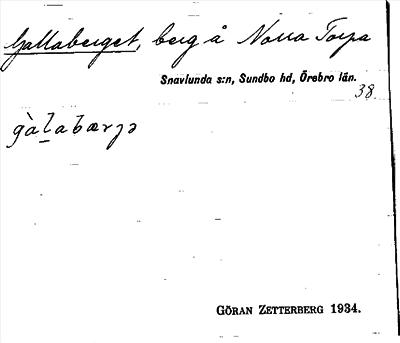 Gallaberget, berg å Norra Torpa
Snavlunda s:n, Sundbo hd, Örebro län.
38
gàlabærjə
GÖRAN ZETTERBERG 1934.